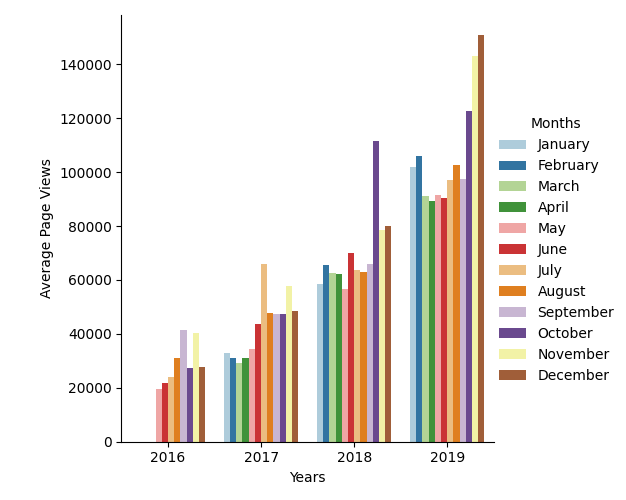 140000
120000
100000
80000
60000
40000
20000
0
Average Page Views
2016 2017 2018 2019
Years
Months
January
February
March
April
May
June
July
August
September
October
November
December